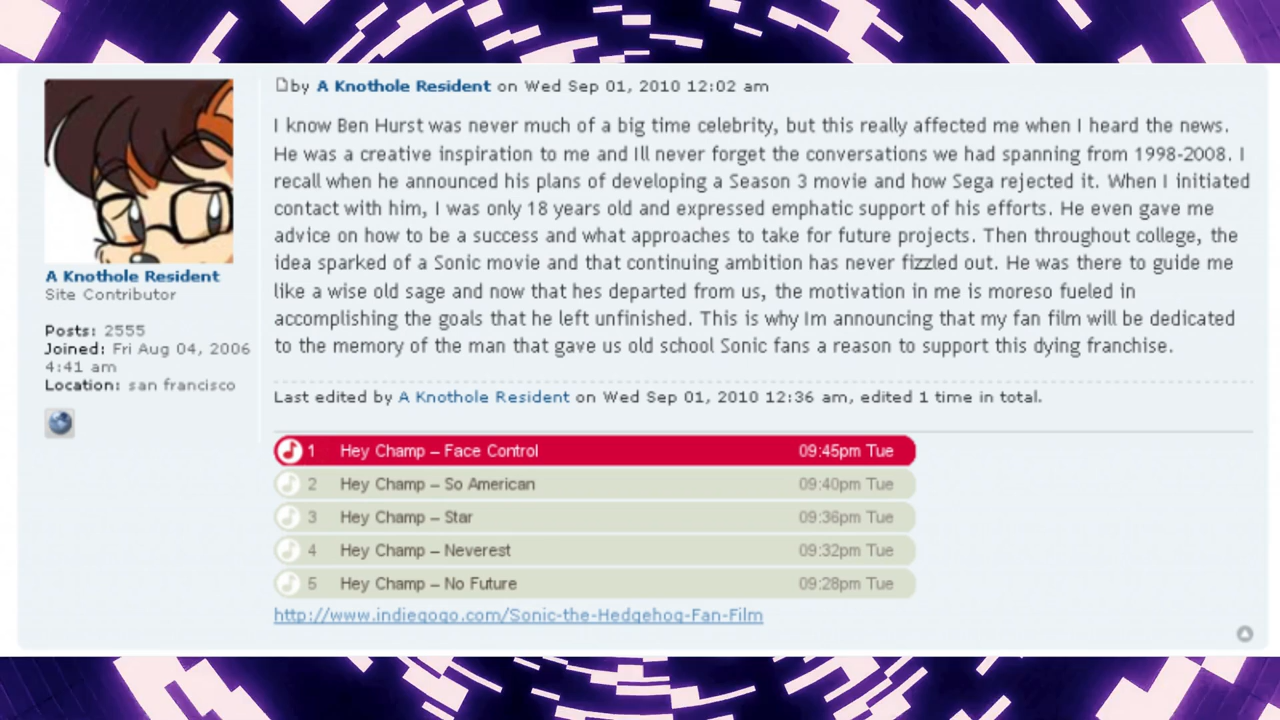 by A Knothole Resident on Wed Sep 01, 2010 12:02 am
I know Ben Hurst was never much of a big time celebrity, but this really affected me when I heard the news.
He was a creative inspiration to me and Ill never forget the conversations we had spanning from 1998-2008. I
recall when he announced his plans of developing a Season 3 movie and how Sega rejected it. When I initiated
contact with him, I was only 18 years old and expressed emphatic support of his efforts. He even gave me
advice on how to be a success and what approaches to take for future projects. Then throughout college, the
idea sparked of a Sonic movie and that continuing ambition has never fizzled out. He was there to guide me
like a wise old sage and now that hes departed from us, the motivation in me is moreso fueled in
accomplishing the goals that he left unfinished. This is why Im announcing that my fan film will be dedicated
to the memory of the man that gave us old school Sonic fans a reason to support this dying franchise.
A Knothole Resident
Site Contributor
Posts: 2555
Joined: Fri Aug 04, 2006
4:41 am
Location: san francisco
Last edited by A Knothole Resident on Wed Sep 01, 2010 12:36 am, edited 1 time in total.
1 Hey Champ – Face Control 09:45pm Tue
2 Hey Champ – So American 09:40pm Tue
3 Hey Champ – Star 09:36pm Tue
4 Hey Champ – Neverest 09:32pm Tue
5 Hey Champ – No Future 09:28pm Tue
http://www.indiegogo.com/Sonic-the-Hedgehog-Fan-Film